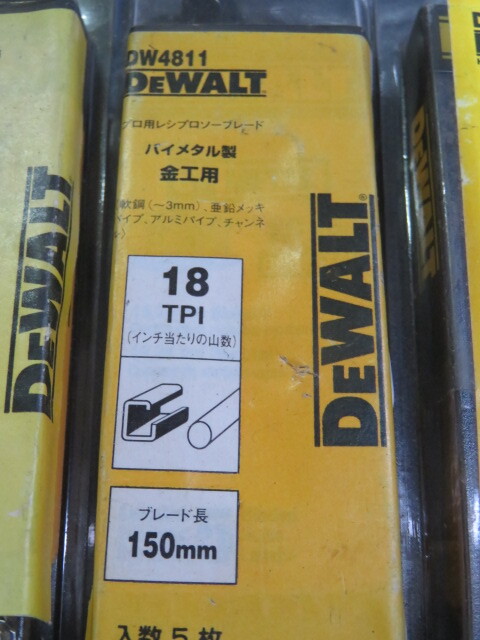 DW4811
DEWALT
プロ用レシプロソーブレード
バイメタル製
金工用
軟鋼(〜3mm)、亜鉛メッキ
パイプ、アルミパイプ、チャンネ
18
TPI
(インチ当たりの山数)
ブレード長
150mm
入数5枚
DEWALT
DEWALT
DEWALT